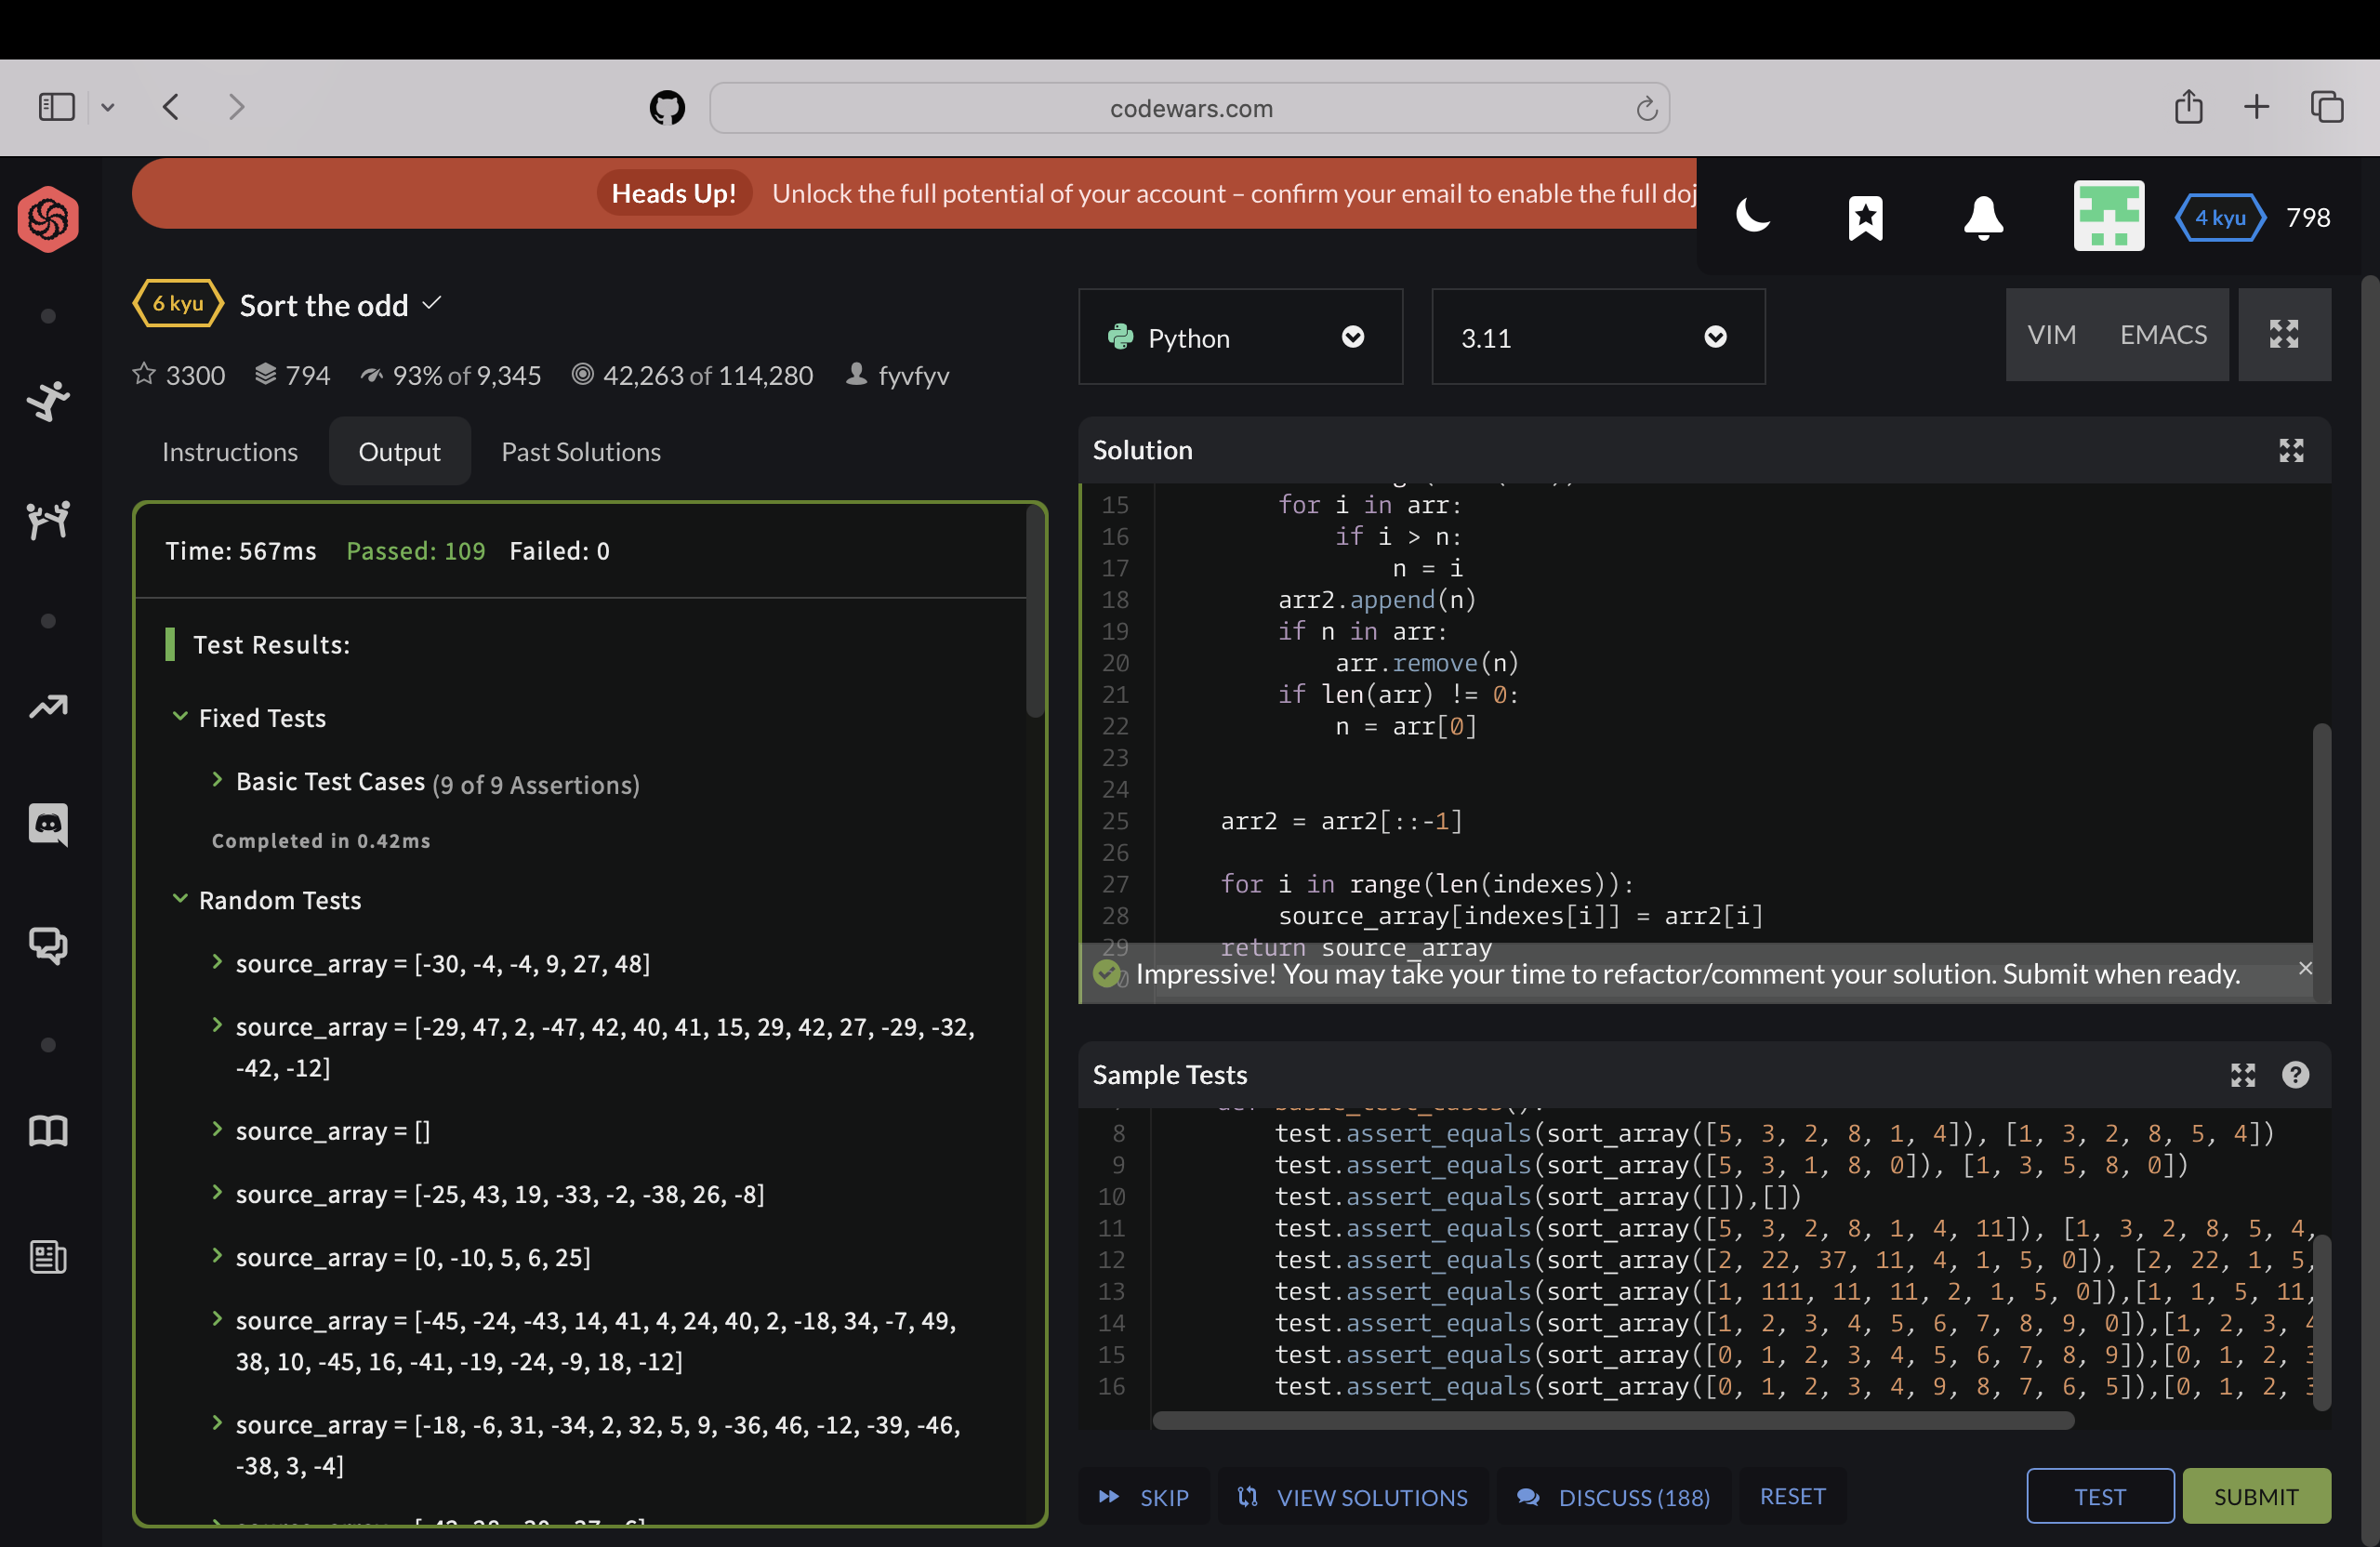 codewars.com
Heads Up! Unlock the full potential of your account – confirm your email to enable the full doj
4 kyu 798
6 kyu Sort the odd
3300 794 93% of 9,345 42,263 of 114,280 fyvfyv
Python 3.11 VIM EMACS
Instructions Output Past Solutions
Time: 567ms Passed: 109 Failed: 0
Test Results:
Fixed Tests
Basic Test Cases (9 of 9 Assertions)
Completed in 0.42ms
Random Tests
source_array = [-30, -4, -4, 9, 27, 48]
source_array = [-29, 47, 2, -47, 42, 40, 41, 15, 29, 42, 27, -29, -32,
-42, -12]
source_array = []
source_array = [-25, 43, 19, -33, -2, -38, 26, -8]
source_array = [0, -10, 5, 6, 25]
source_array = [-45, -24, -43, 14, 41, 4, 24, 40, 2, -18, 34, -7, 49,
38, 10, -45, 16, -41, -19, -24, -9, 18, -12]
source_array = [-18, -6, 31, -34, 2, 32, 5, 9, -36, 46, -12, -39, -46,
-38, 3, -4]
Solution
15 for i in arr:
16 if i > n:
17 n = i
18 arr2.append(n)
19 if n in arr:
20 arr.remove(n)
21 if len(arr) != 0:
22 n = arr[0]
23
24
25 arr2 = arr2[::-1]
26
27 for i in range(len(indexes)):
28 source_array[indexes[i]] = arr2[i]
29 return source_array
Impressive! You may take your time to refactor/comment your solution. Submit when ready.
Sample Tests
8 test.assert_equals(sort_array([5, 3, 2, 8, 1, 4]), [1, 3, 2, 8, 5, 4])
9 test.assert_equals(sort_array([5, 3, 1, 8, 0]), [1, 3, 5, 8, 0])
10 test.assert_equals(sort_array([]),[])
11 test.assert_equals(sort_array([5, 3, 2, 8, 1, 4, 11]), [1, 3, 2, 8, 5, 4,
12 test.assert_equals(sort_array([2, 22, 37, 11, 4, 1, 5, 0]), [2, 22, 1, 5,
13 test.assert_equals(sort_array([1, 111, 11, 11, 2, 1, 5, 0]),[1, 1, 5, 11,
14 test.assert_equals(sort_array([1, 2, 3, 4, 5, 6, 7, 8, 9, 0]),[1, 2, 3, 4
15 test.assert_equals(sort_array([0, 1, 2, 3, 4, 5, 6, 7, 8, 9]),[0, 1, 2, 3
16 test.assert_equals(sort_array([0, 1, 2, 3, 4, 9, 8, 7, 6, 5]),[0, 1, 2, 3
SKIP VIEW SOLUTIONS DISCUSS (188) RESET TEST SUBMIT